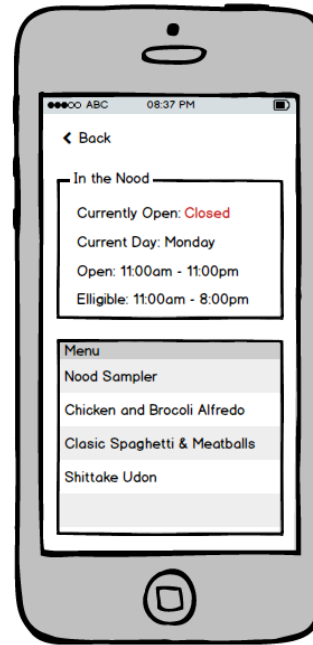 ABC 08:37 PM
< Back
In the Nood
Currently Open: Closed
Current Day: Monday
Open: 11:00am - 11:00pm
Elligible: 11:00am - 8:00pm
Menu
Nood Sampler
Chicken and Brocoli Alfredo
Clasic Spaghetti & Meatballs
Shittake Udon